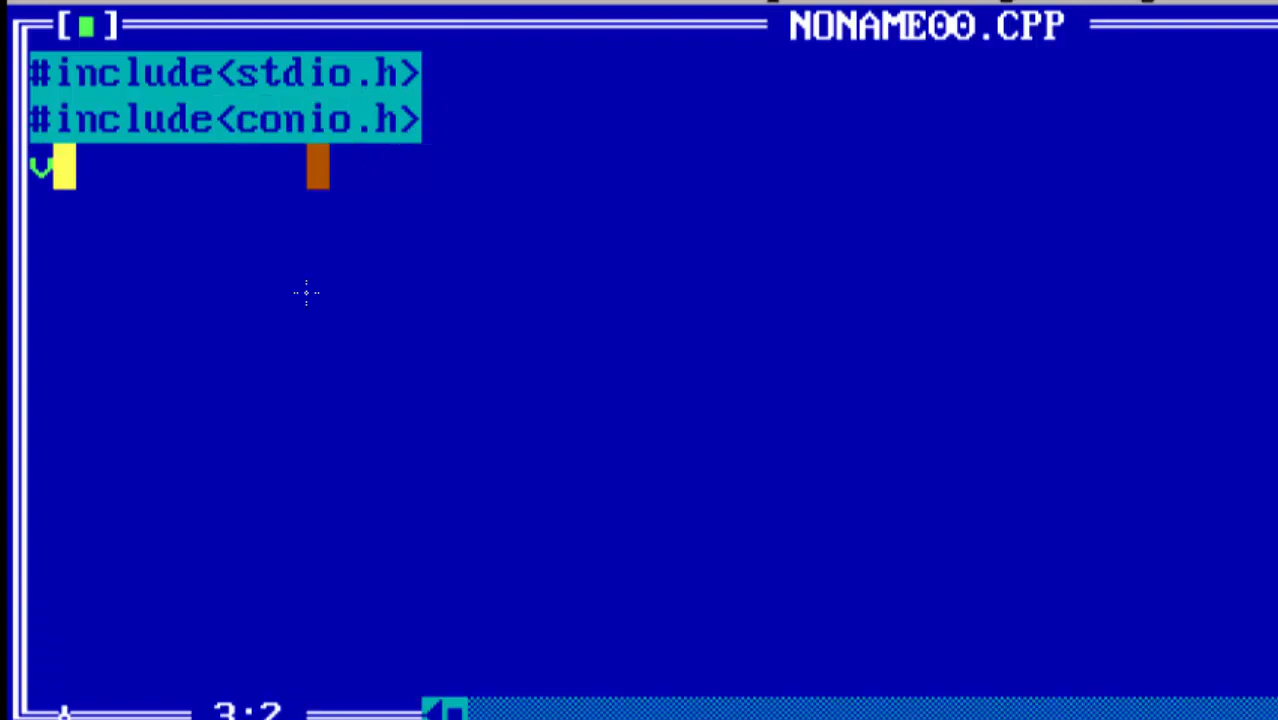 [■] NONAME00.CPP
#include<stdio.h>
#include<conio.h>
v
3:2